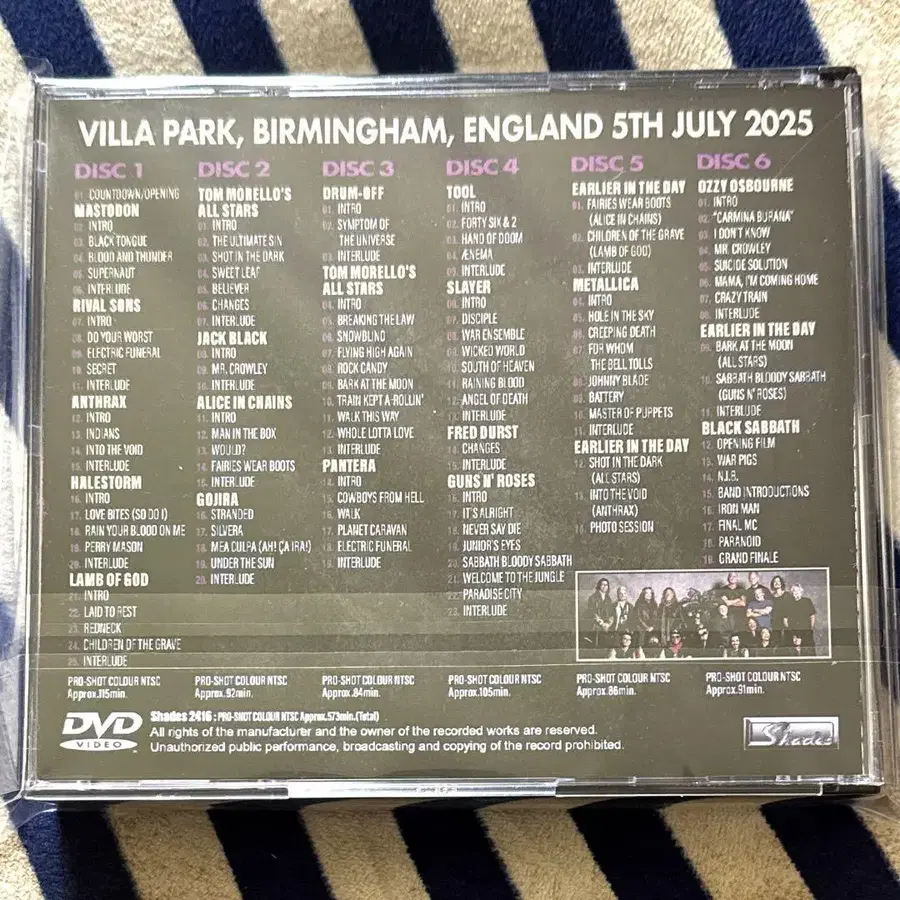 VILLA PARK, BIRMINGHAM, ENGLAND 5TH JULY 2025
DISC 1
01. COUNTDOWN/OPENING
MASTODON
02. INTRO
03. BLACK TONGUE
04. BLOOD AND THUNDER
05. SUPERNAUT
06. INTERLUDE
RIVAL SONS
07. INTRO
08. DO YOUR WORST
09. ELECTRIC FUNERAL
10. SECRET
11. INTERLUDE
ANTHRAX
12. INTRO
13. INDIANS
14. INTO THE VOID
15. INTERLUDE
HALESTORM
16. INTRO
17. LOVE BITES (SO DO I)
18. RAIN YOUR BLOOD ON ME
19. PERRY MASON
20. INTERLUDE
LAMB OF GOD
21. INTRO
22. LAID TO REST
23. REDNECK
24. CHILDREN OF THE GRAVE
25. INTERLUDE
PRO-SHOT COLOUR NTSC
Approx.115min.
DISC 2
TOM MORELLO'S
ALL STARS
01. INTRO
02. THE ULTIMATE SIN
03. SHOT IN THE DARK
04. SWEET LEAF
05. BELIEVER
06. CHANGES
07. INTERLUDE
JACK BLACK
08. INTRO
09. MR. CROWLEY
10. INTERLUDE
ALICE IN CHAINS
11. INTRO
12. MAN IN THE BOX
13. WOULD?
14. FAIRIES WEAR BOOTS
15. INTERLUDE
GOJIRA
16. STRANDED
17. SILVERA
18. MEA CULPA (AH! ÇA IRA!)
19. UNDER THE SUN
20. INTERLUDE
PRO-SHOT COLOUR NTSC
Approx.92min.
DISC 3
DRUM-OFF
01. INTRO
02. SYMPTOM OF
THE UNIVERSE
03. INTERLUDE
TOM MORELLO'S
ALL STARS
04. INTRO
05. BREAKING THE LAW
06. SNOWBLIND
07. FLYING HIGH AGAIN
08. ROCK CANDY
09. BARK AT THE MOON
10. TRAIN KEPT A-ROLLIN'
11. WALK THIS WAY
12. WHOLE LOTTA LOVE
13. INTERLUDE
PANTERA
14. INTRO
15. COWBOYS FROM HELL
16. WALK
17. PLANET CARAVAN
18. ELECTRIC FUNERAL
19. INTERLUDE
PRO-SHOT COLOUR NTSC
Approx.84min.
DISC 4
TOOL
01. INTRO
02. FORTY SIX & 2
03. HAND OF DOOM
04. ÆNEMA
05. INTERLUDE
SLAYER
06. INTRO
07. DISCIPLE
08. WAR ENSEMBLE
09. WICKED WORLD
10. SOUTH OF HEAVEN
11. RAINING BLOOD
12. ANGEL OF DEATH
13. INTERLUDE
FRED DURST
14. CHANGES
15. INTERLUDE
GUNS N' ROSES
16. INTRO
17. IT'S ALRIGHT
18. NEVER SAY DIE
19. JUNIOR'S EYES
20. SABBATH BLOODY SABBATH
21. WELCOME TO THE JUNGLE
22. PARADISE CITY
23. INTERLUDE
PRO-SHOT COLOUR NTSC
Approx.105min.
DISC 5
EARLIER IN THE DAY
01. FAIRIES WEAR BOOTS
(ALICE IN CHAINS)
02. CHILDREN OF THE GRAVE
(LAMB OF GOD)
03. INTERLUDE
METALLICA
04. INTRO
05. HOLE IN THE SKY
06. CREEPING DEATH
07. FOR WHOM
THE BELL TOLLS
08. JOHNNY BLADE
09. BATTERY
10. MASTER OF PUPPETS
11. INTERLUDE
EARLIER IN THE DAY
12. SHOT IN THE DARK
(ALL STARS)
13. INTO THE VOID
(ANTHRAX)
14. PHOTO SESSION
PRO-SHOT COLOUR NTSC
Approx.86min.
DISC 6
OZZY OSBOURNE
01. INTRO
02. "CARMINA BURANA"
03. I DON'T KNOW
04. MR. CROWLEY
05. SUICIDE SOLUTION
06. MAMA, I'M COMING HOME
07. CRAZY TRAIN
08. INTERLUDE
EARLIER IN THE DAY
09. BARK AT THE MOON
(ALL STARS)
10. SABBATH BLOODY SABBATH
(GUNS N' ROSES)
11. INTERLUDE
BLACK SABBATH
12. OPENING FILM
13. WAR PIGS
14. N.I.B.
15. BAND INTRODUCTIONS
16. IRON MAN
17. FINAL MC
18. PARANOID
19. GRAND FINALE
PRO-SHOT COLOUR NTSC
Approx.91min.
DVD
VIDEO
Shades 2416 : PRO-SHOT COLOUR NTSC Approx.573min.(Total)
All rights of the manufacturer and the owner of the recorded works are reserved.
Unauthorized public performance, broadcasting and copying of the record prohibited.
Shades